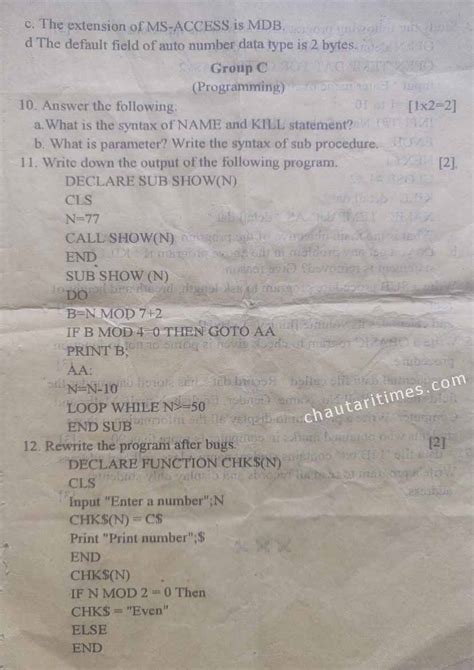 c. The extension of MS-ACCESS is MDB.
d The default field of auto number data type is 2 bytes.
Group C
(Programming)
10. Answer the following. [1x2=2]
a. What is the syntax of NAME and KILL statement?
b. What is parameter? Write the syntax of sub procedure.
11. Write down the output of the following program. [2]
DECLARE SUB SHOW(N)
CLS
N=77
CALL SHOW(N)
END
SUB SHOW (N)
DO
B=N MOD 7+2
IF B MOD 4=0 THEN GOTO AA
PRINT B;
AA:
N=N-10
LOOP WHILE N>=50
END SUB
chautaritimes.com
12. Rewrite the program after bugs. [2]
DECLARE FUNCTION CHK$(N)
CLS
Input "Enter a number";N
CHK$(N) = C$
Print "Print number";$
END
CHK$(N)
IF N MOD 2 = 0 Then
CHK$ = "Even"
ELSE
END